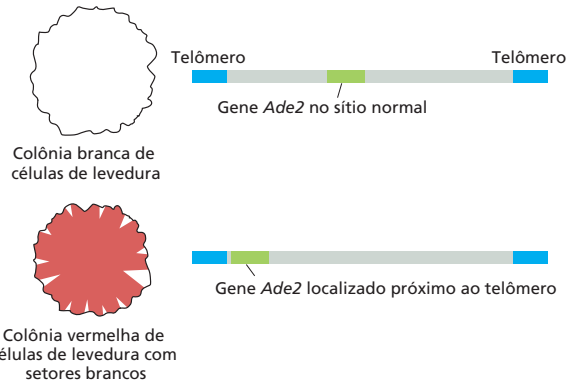 Telômero
Telômero
Gene Ade2 no sítio normal
Colônia branca de
células de levedura
Gene Ade2 localizado próximo ao telômero
Colônia vermelha de
élulas de levedura com
setores brancos